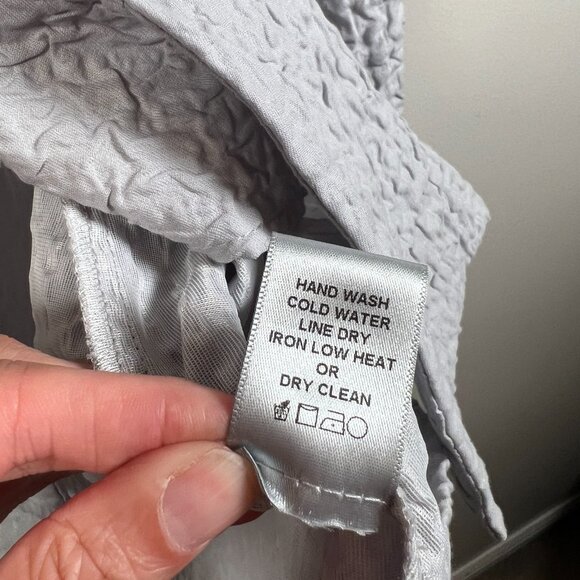 HAND WASH
COLD WATER
LINE DRY
IRON LOW HEAT
OR
DRY CLEAN